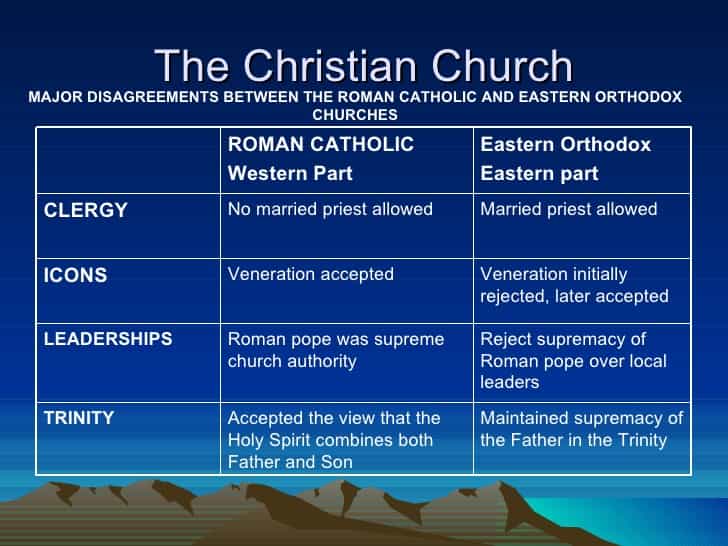 The Christian Church
MAJOR DISAGREEMENTS BETWEEN THE ROMAN CATHOLIC AND EASTERN ORTHODOX
CHURCHES
ROMAN CATHOLIC
Western Part
Eastern Orthodox
Eastern part
CLERGY
No married priest allowed
Married priest allowed
ICONS
Veneration accepted
Veneration initially
rejected, later accepted
LEADERSHIPS
Roman pope was supreme
church authority
Reject supremacy of
Roman pope over local
leaders
TRINITY
Accepted the view that the
Holy Spirit combines both
Father and Son
Maintained supremacy of
the Father in the Trinity